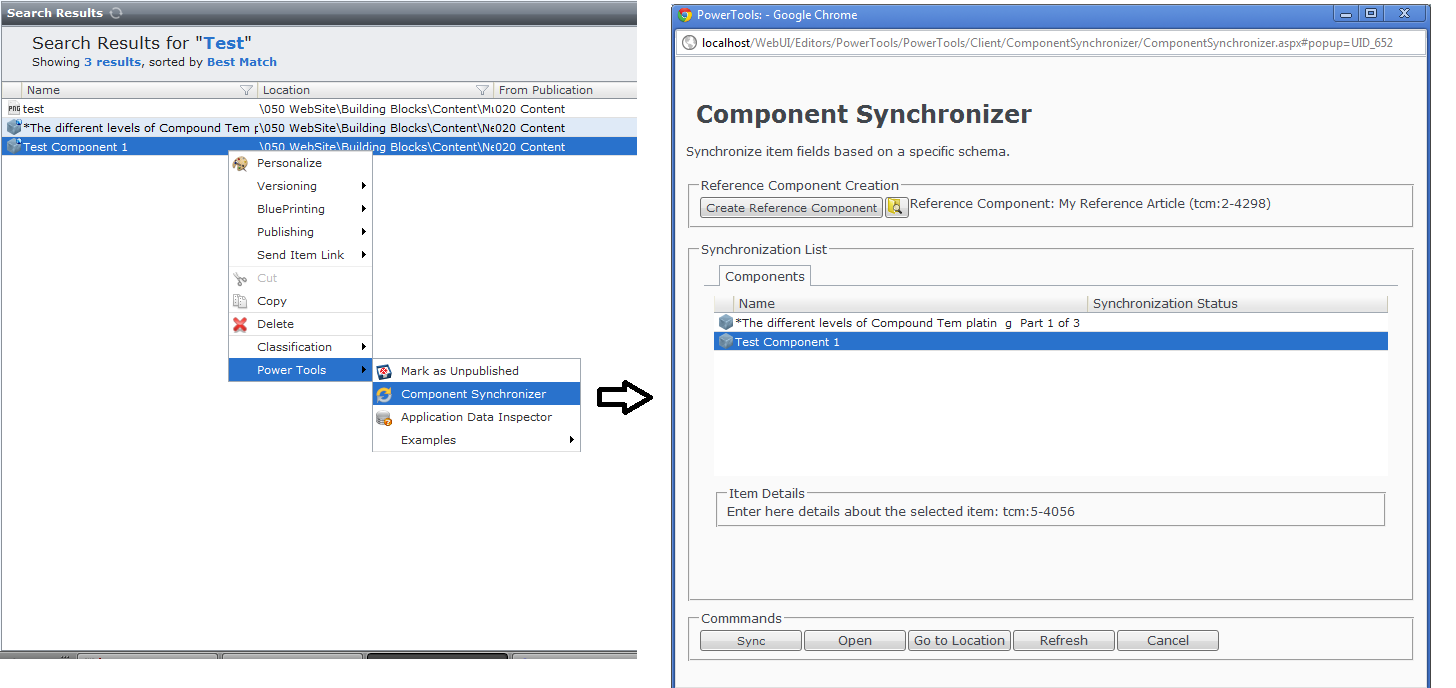 Search Results
Search Results for "Test"
Showing 3 results, sorted by Best Match
Name Location From Publication
test \050 WebSite\Building Blocks\Content\Mu 020 Content
*The different levels of Compound Tem p \050 WebSite\Building Blocks\Content\Ne 020 Content
Test Component 1 \050 WebSite\Building Blocks\Content\Ne 020 Content
Personalize
Versioning
BluePrinting
Publishing
Send Item Link
Cut
Copy
Delete
Classification
Power Tools
Mark as Unpublished
Component Synchronizer
Application Data Inspector
Examples
PowerTools: - Google Chrome
localhost/WebUI/Editors/PowerTools/PowerTools/Client/ComponentSynchronizer/ComponentSynchronizer.aspx#popup=UID_652
Component Synchronizer
Synchronize item fields based on a specific schema.
Reference Component Creation
Create Reference Component Reference Component: My Reference Article (tcm:2-4298)
Synchronization List
Components
Name Synchronization Status
*The different levels of Compound Tem platin g Part 1 of 3
Test Component 1
Item Details
Enter here details about the selected item: tcm:5-4056
Commmands
Sync Open Go to Location Refresh Cancel